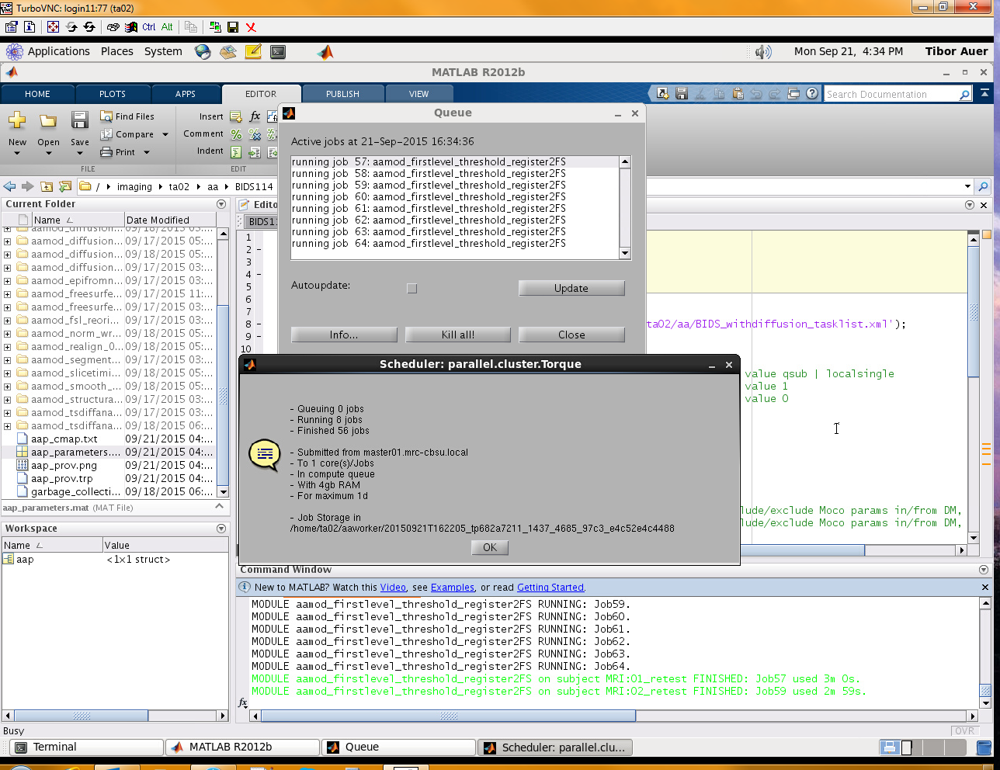 TurboVNC: login11:77 (ta02)
Ctrl Alt
Applications Places System Mon Sep 21, 4:34 PM Tibor Auer
MATLAB R2012b
HOME PLOTS APPS EDITOR PUBLISH VIEW Search Documentation
New Open Save Find Files Compare Print
Insert Comment Indent
FILE EDIT
/ imaging ta02 aa BIDS114
Queue
Active jobs at 21-Sep-2015 16:34:36
running job 57: aamod_firstlevel_threshold_register2FS
running job 58: aamod_firstlevel_threshold_register2FS
running job 59: aamod_firstlevel_threshold_register2FS
running job 60: aamod_firstlevel_threshold_register2FS
running job 61: aamod_firstlevel_threshold_register2FS
running job 62: aamod_firstlevel_threshold_register2FS
running job 63: aamod_firstlevel_threshold_register2FS
running job 64: aamod_firstlevel_threshold_register2FS
Autoupdate: Update
Info... Kill all! Close
Current Folder
Name Date Modified
aamod_diffusion... 09/18/2015 03:...
aamod_diffusion... 09/17/2015 05:...
aamod_diffusion... 09/18/2015 05:...
aamod_diffusion... 09/17/2015 03:...
aamod_epifromn... 09/17/2015 03:...
aamod_freesurfe... 09/17/2015 11:...
aamod_freesurfe... 09/17/2015 03:...
aamod_fsl_reori... 09/17/2015 03:...
aamod_norm_wr... 09/17/2015 03:...
aamod_realign_0... 09/17/2015 03:...
aamod_segment... 09/17/2015 03:...
aamod_slicetimi... 09/17/2015 03:...
aamod_smooth_... 09/17/2015 03:...
aamod_structura... 09/17/2015 03:...
aamod_tsdiffana... 09/17/2015 03:...
aamod_tsdiffana... 09/18/2015 06:...
aap_cmap.txt 09/21/2015 04:...
aap_parameters.... 09/21/2015 04:...
aap_prov.png 09/21/2015 04:...
aap_prov.trp 09/21/2015 04:...
garbage_collecti... 09/18/2015 06:...
aap_parameters.mat (MAT File)
Workspace
Name Value
aap <1x1 struct>
Edito
BIDS11
1
2
3
4
5
6
7
8 ta02/aa/BIDS_withdiffusion_tasklist.xml');
9
10
value qsub | localsingle
value 1
value 0
lude/exclude Moco params in/from DM,
lude/exclude Moco params in/from DM,
Scheduler: parallel.cluster.Torque
- Queuing 0 jobs
- Running 8 jobs
- Finished 56 jobs
- Submitted from master01.mrc-cbsu.local
- To 1 core(s)/Jobs
- In compute queue
- With 4gb RAM
- For maximum 1d
- Job Storage in
/home/ta02/aaworker/20150921T162205_tp682a7211_1437_4685_97c3_e4c52e4c4488
OK
Command Window
New to MATLAB? Watch this Video, see Examples, or read Getting Started.
MODULE aamod_firstlevel_threshold_register2FS RUNNING: Job59.
MODULE aamod_firstlevel_threshold_register2FS RUNNING: Job60.
MODULE aamod_firstlevel_threshold_register2FS RUNNING: Job61.
MODULE aamod_firstlevel_threshold_register2FS RUNNING: Job62.
MODULE aamod_firstlevel_threshold_register2FS RUNNING: Job63.
MODULE aamod_firstlevel_threshold_register2FS RUNNING: Job64.
MODULE aamod_firstlevel_threshold_register2FS on subject MRI:01_retest FINISHED: Job57 used 3m 0s.
MODULE aamod_firstlevel_threshold_register2FS on subject MRI:02_retest FINISHED: Job59 used 2m 59s.
fx
Busy OVR
Terminal MATLAB R2012b Queue Scheduler: parallel.clu...